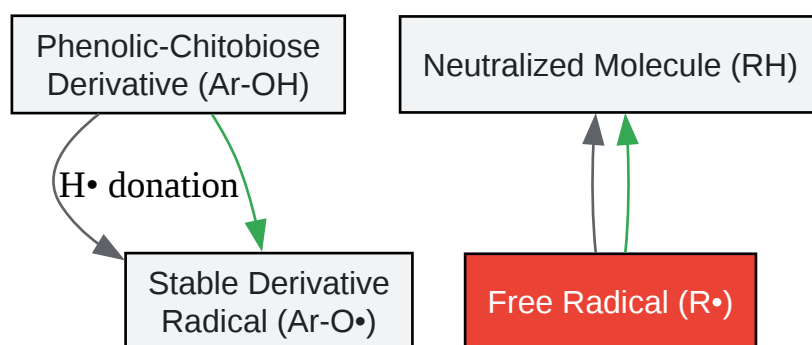 Phenolic-Chitobiose
Derivative (Ar-OH)
Neutralized Molecule (RH)
H• donation
Stable Derivative
Radical (Ar-O•)
Free Radical (R•)